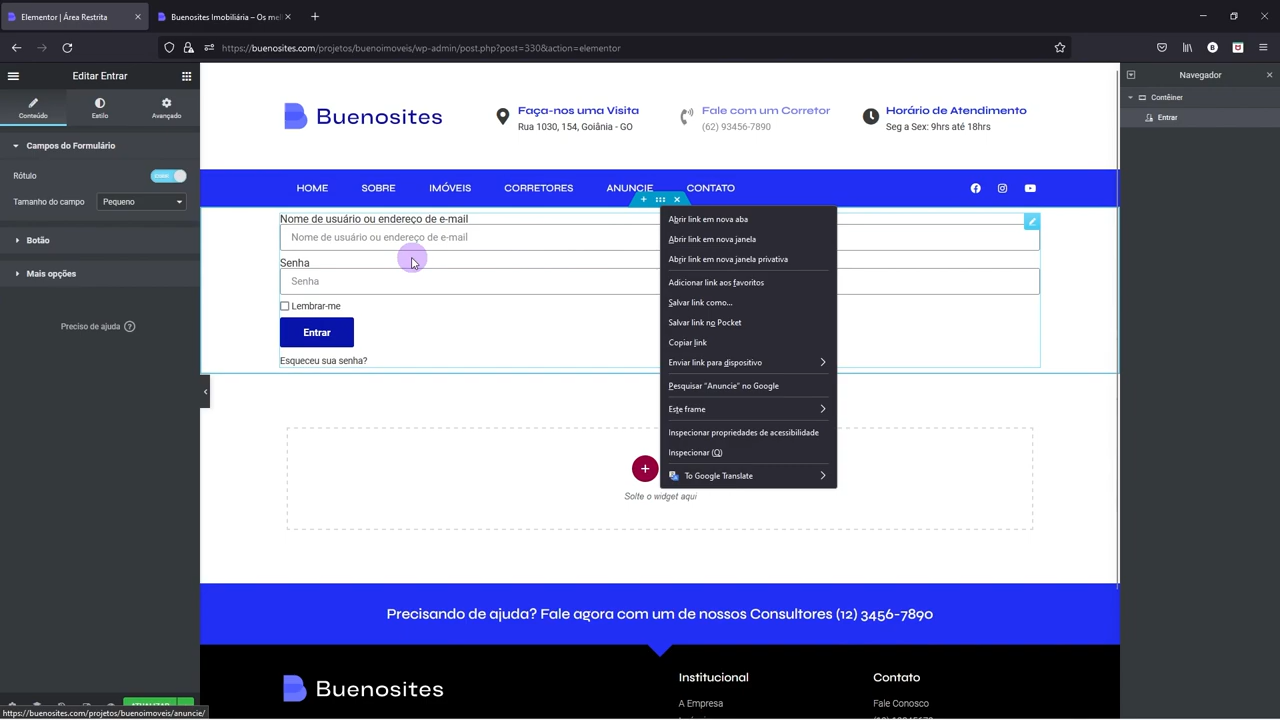 Elementor | Área Restrita
Buenosites Imobiliária – Os mel
https://buenosites.com/projetos/buenoimoveis/wp-admin/post.php?post=330&action=elementor
Editar Entrar
Conteúdo
Estilo
Avançado
Campos do Formulário
Rótulo
Tamanho do campo
Pequeno
Botão
Mais opções
Preciso de ajuda ?
Buenosites
Faça-nos uma Visita
Rua 1030, 154, Goiânia - GO
Fale com um Corretor
(62) 93456-7890
Horário de Atendimento
Seg a Sex: 9hrs até 18hrs
HOME
SOBRE
IMÓVEIS
CORRETORES
ANUNCIE
CONTATO
Nome de usuário ou endereço de e-mail
Nome de usuário ou endereço de e-mail
Senha
Senha
Lembrar-me
Entrar
Esqueceu sua senha?
Abrir link em nova aba
Abrir link em nova janela
Abrir link em nova janela privativa
Adicionar link aos favoritos
Salvar link como...
Salvar link no Pocket
Copiar link
Enviar link para dispositivo
Pesquisar “Anuncie” no Google
Este frame
Inspecionar propriedades de acessibilidade
Inspecionar (Q)
To Google Translate
Solte o widget aqui
Navegador
Contêiner
Entrar
Precisando de ajuda? Fale agora com um de nossos Consultores (12) 3456-7890
Buenosites
Institucional
A Empresa
Contato
Fale Conosco
https://buenosites.com/projetos/buenoimoveis/anuncie/